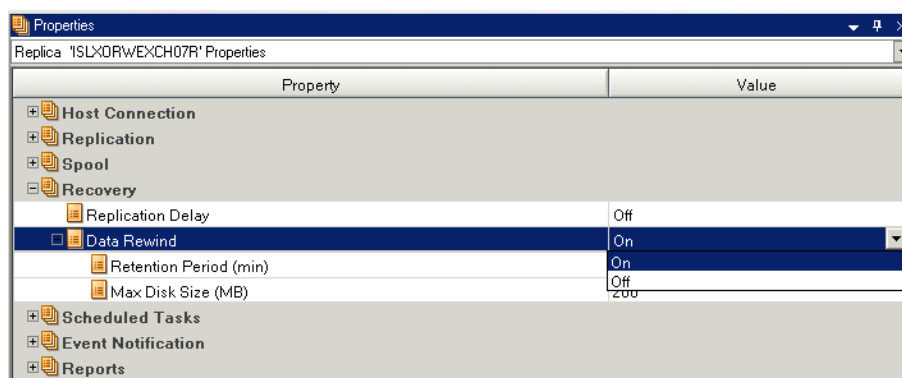 Properties
Replica 'ISLXORWEXCH07R' Properties
Property Value
Host Connection
Replication
Spool
Recovery
Replication Delay Off
Data Rewind On
Retention Period (min) On
Off
Max Disk Size (MB) 200
Scheduled Tasks
Event Notification
Reports